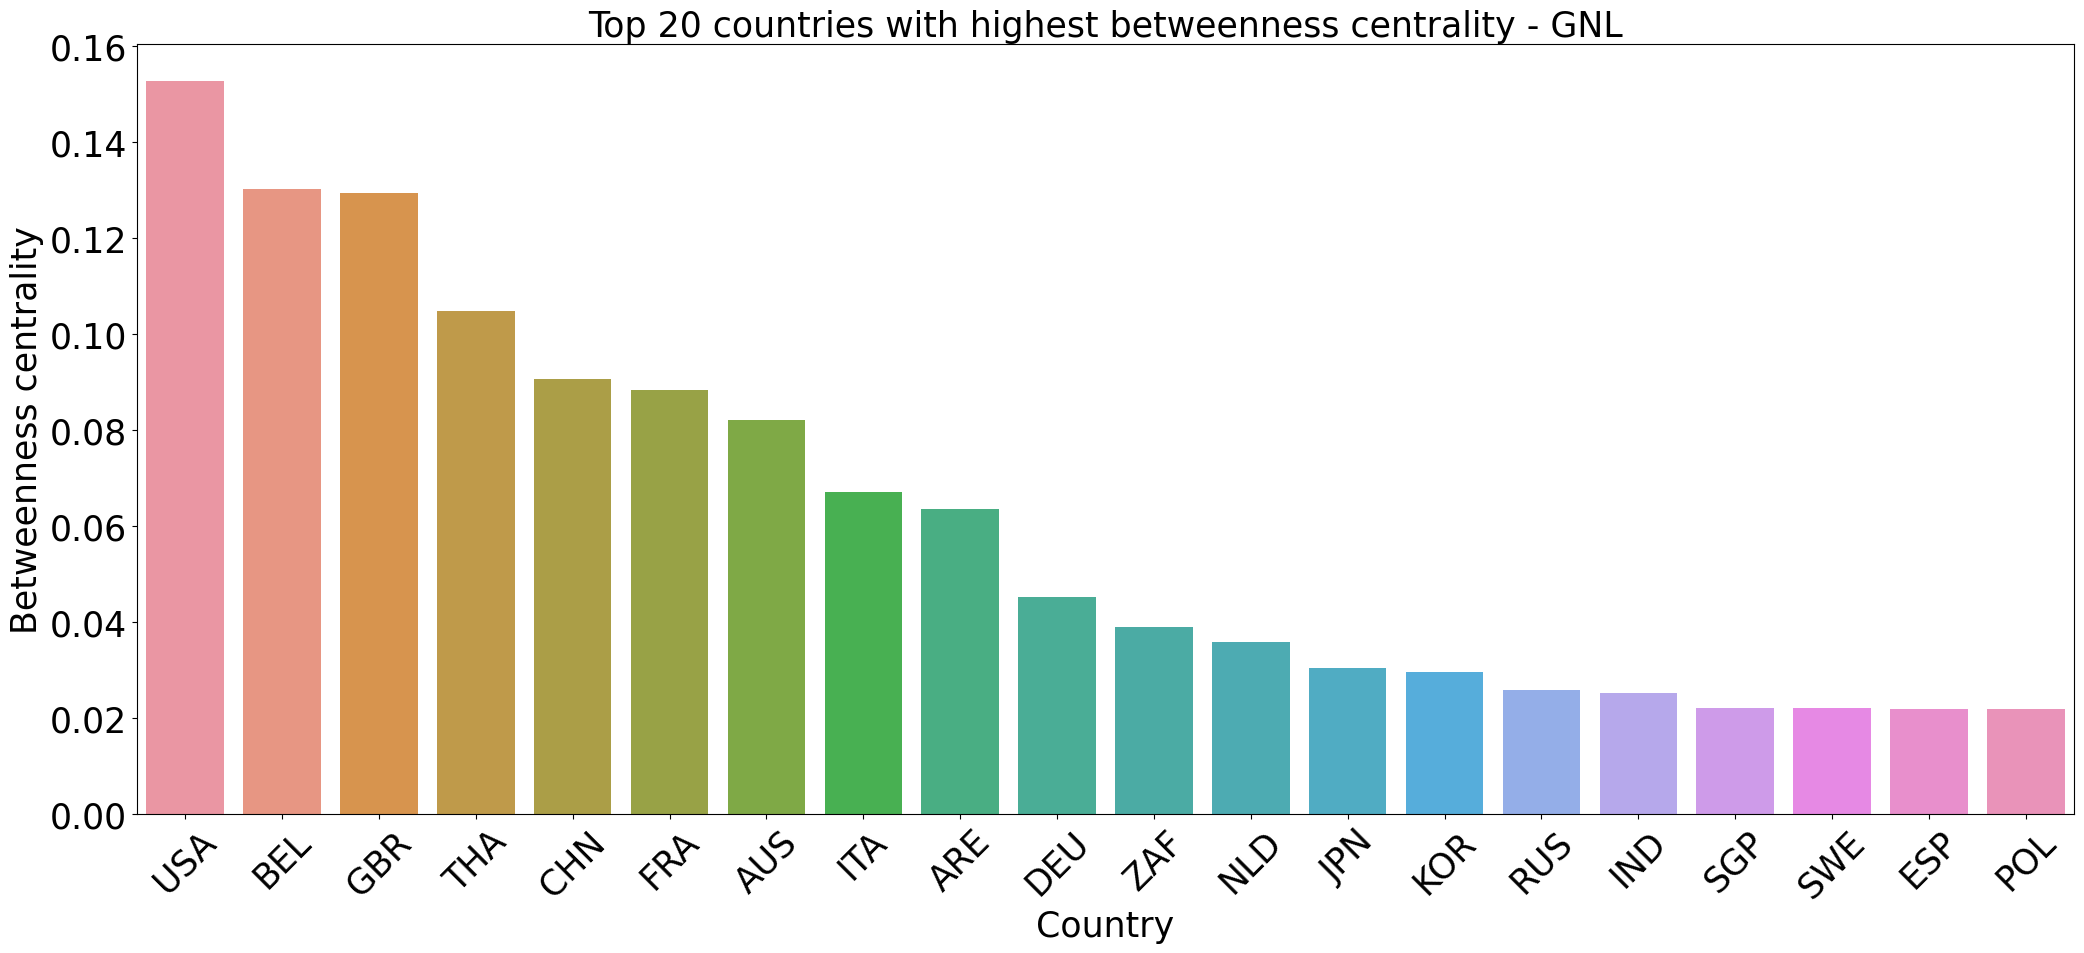 Top 20 countries with highest betweenness centrality - GNL
Betweenness centrality
0.16
0.14
0.12
0.10
0.08
0.06
0.04
0.02
0.00
USA BEL GBR THA CHN FRA AUS ITA ARE DEU ZAF NLD JPN KOR RUS IND SGP SWE ESP POL
Country